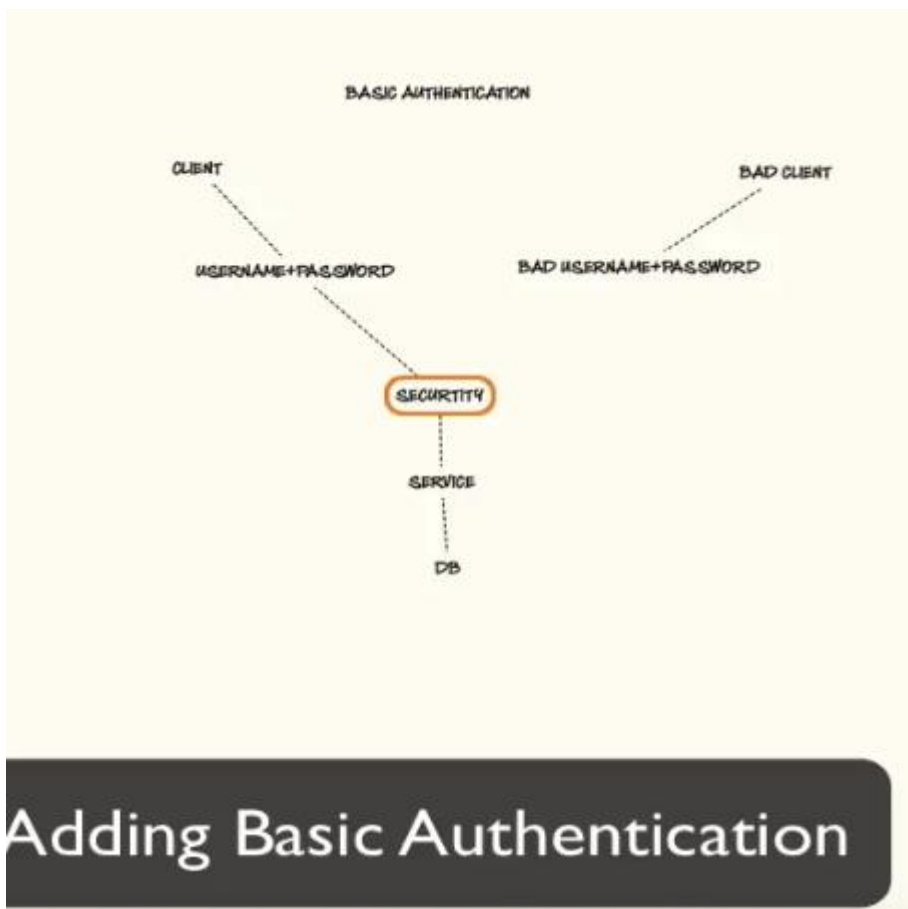 BASIC AUTHENTICATION
CLIENT
BAD CLIENT
USERNAME+PASSWORD
BAD USERNAME+PASSWORD
SECURTITY
SERVICE
DB
Adding Basic Authentication